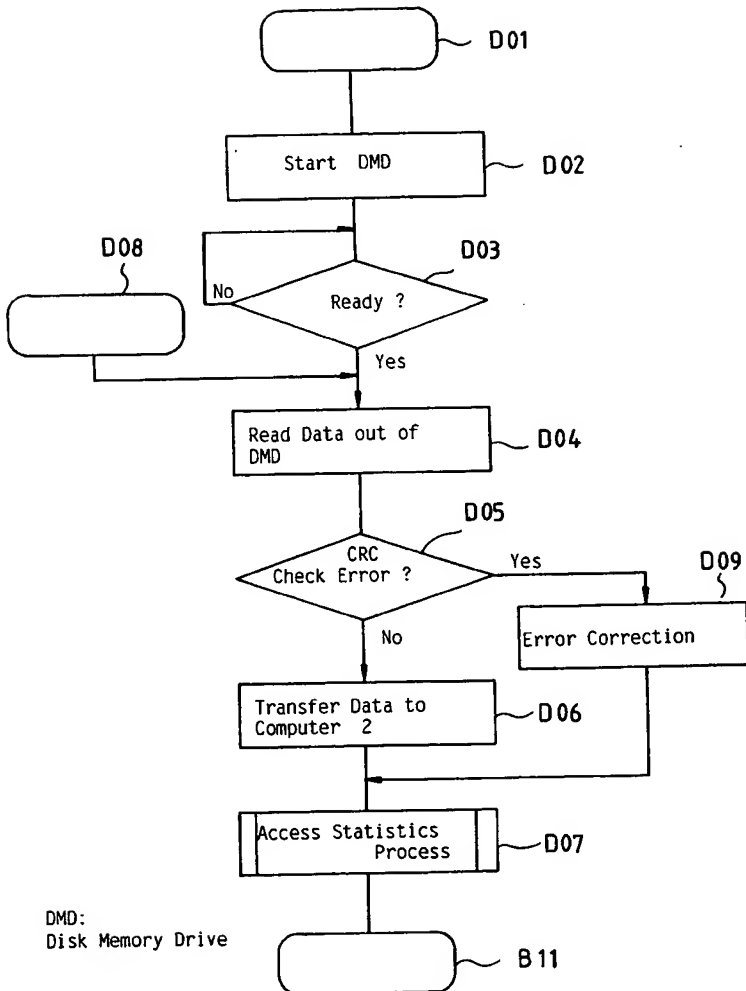 D01
Start DMD
D02
D08
D03
No
Ready ?
Yes
Read Data out of
DMD
D04
D05
CRC
Check Error ?
Yes
D09
No
Error Correction
Transfer Data to
Computer 2
D06
Access Statistics
Process
D07
DMD:
Disk Memory Drive
B11